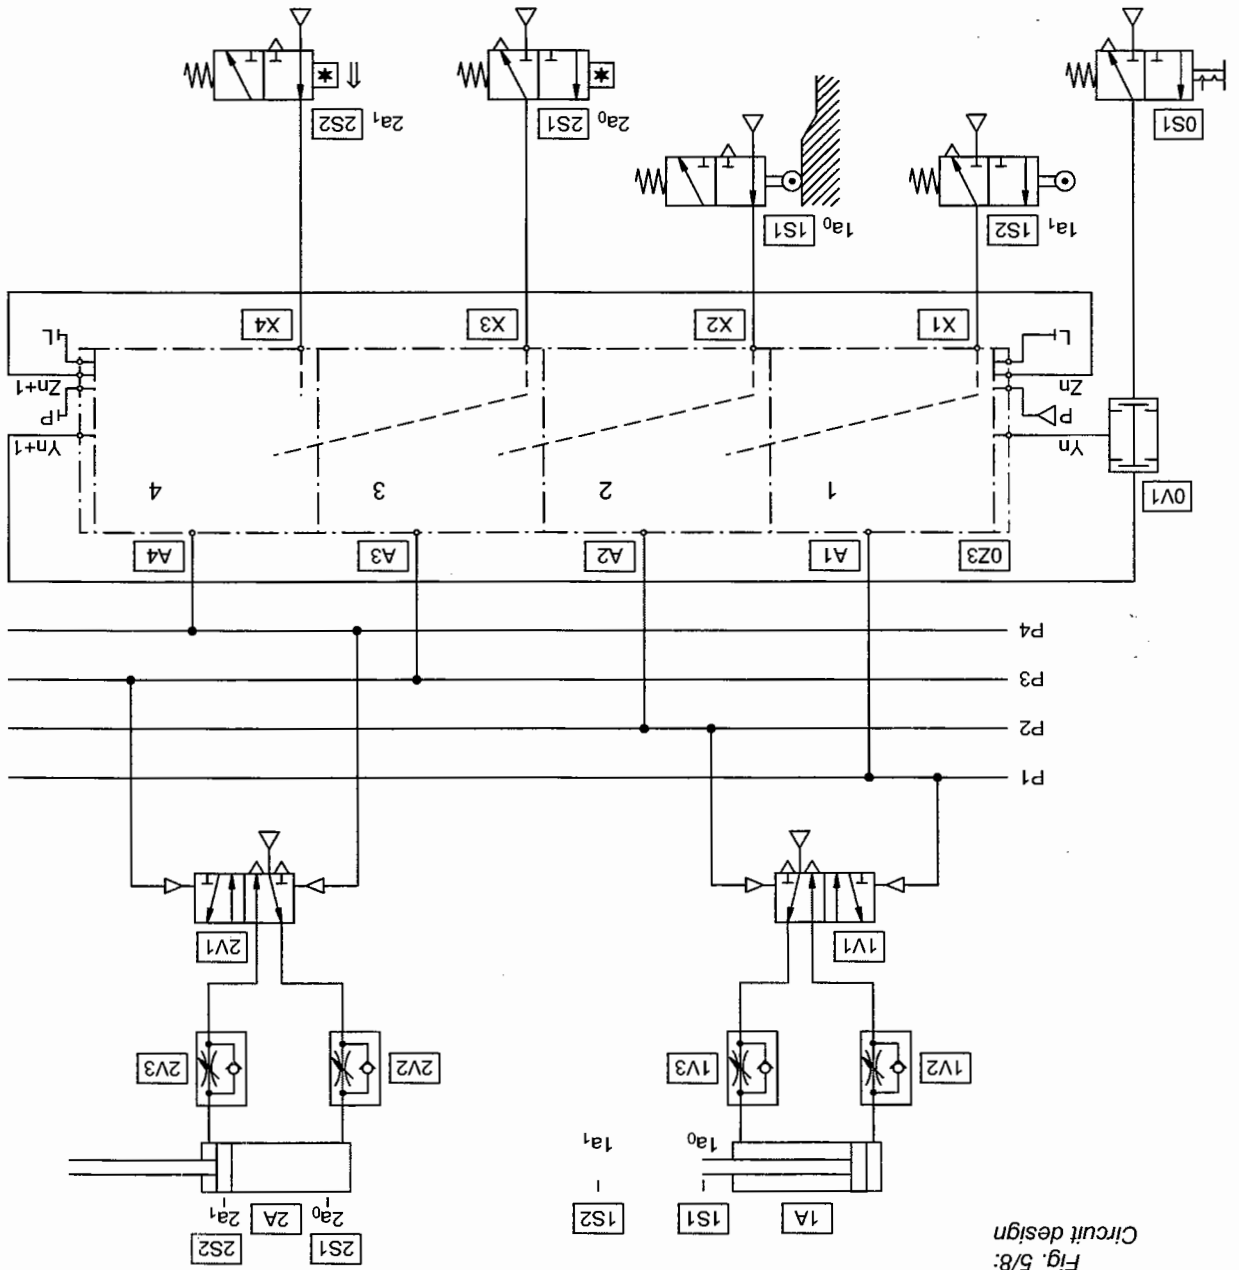 Fig. 5/8:
Circuit design
2S1 2S2
1A 1S1 1S2 2a₀ 2A 2a₁
1a₀ 1a₁
1V2 1V3 2V2 2V3
1V1 2V1
P1
P2
P3
P4
0Z3 A1 A2 A3 A4
0V1 1 2 3 4
Yn Yn+1
P P
Zn Zn+1
L L
X1 X2 X3 X4
1a₁ 1S2 1a₀ 1S1
0S1 2a₀ 2S1 2a₁ 2S2